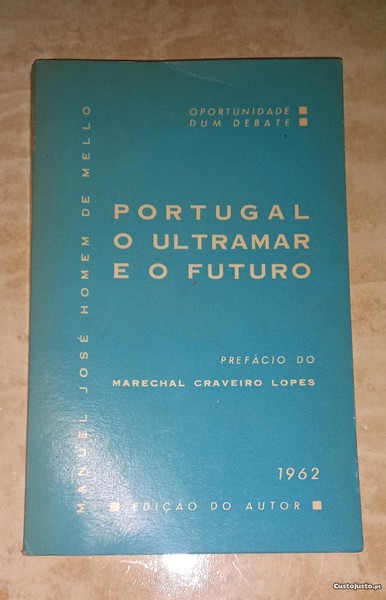 OPORTUNIDADE
DUM DEBATE
MANUEL JOSÉ HOMEM DE MELLO
PORTUGAL
O ULTRAMAR
E O FUTURO
PREFÁCIO DO
MARECHAL CRAVEIRO LOPES
1962
EDIÇÃO DO AUTOR
CustoJusto.pt